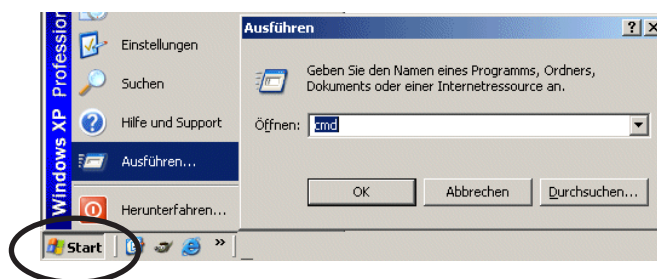 Windows XP Professional
Einstellungen
Suchen
Hilfe und Support
Ausführen...
Herunterfahren...
Start
»
Ausführen
Geben Sie den Namen eines Programms, Ordners,
Dokuments oder einer Internetressource an.
Öffnen: cmd
OK Abbrechen Durchsuchen...